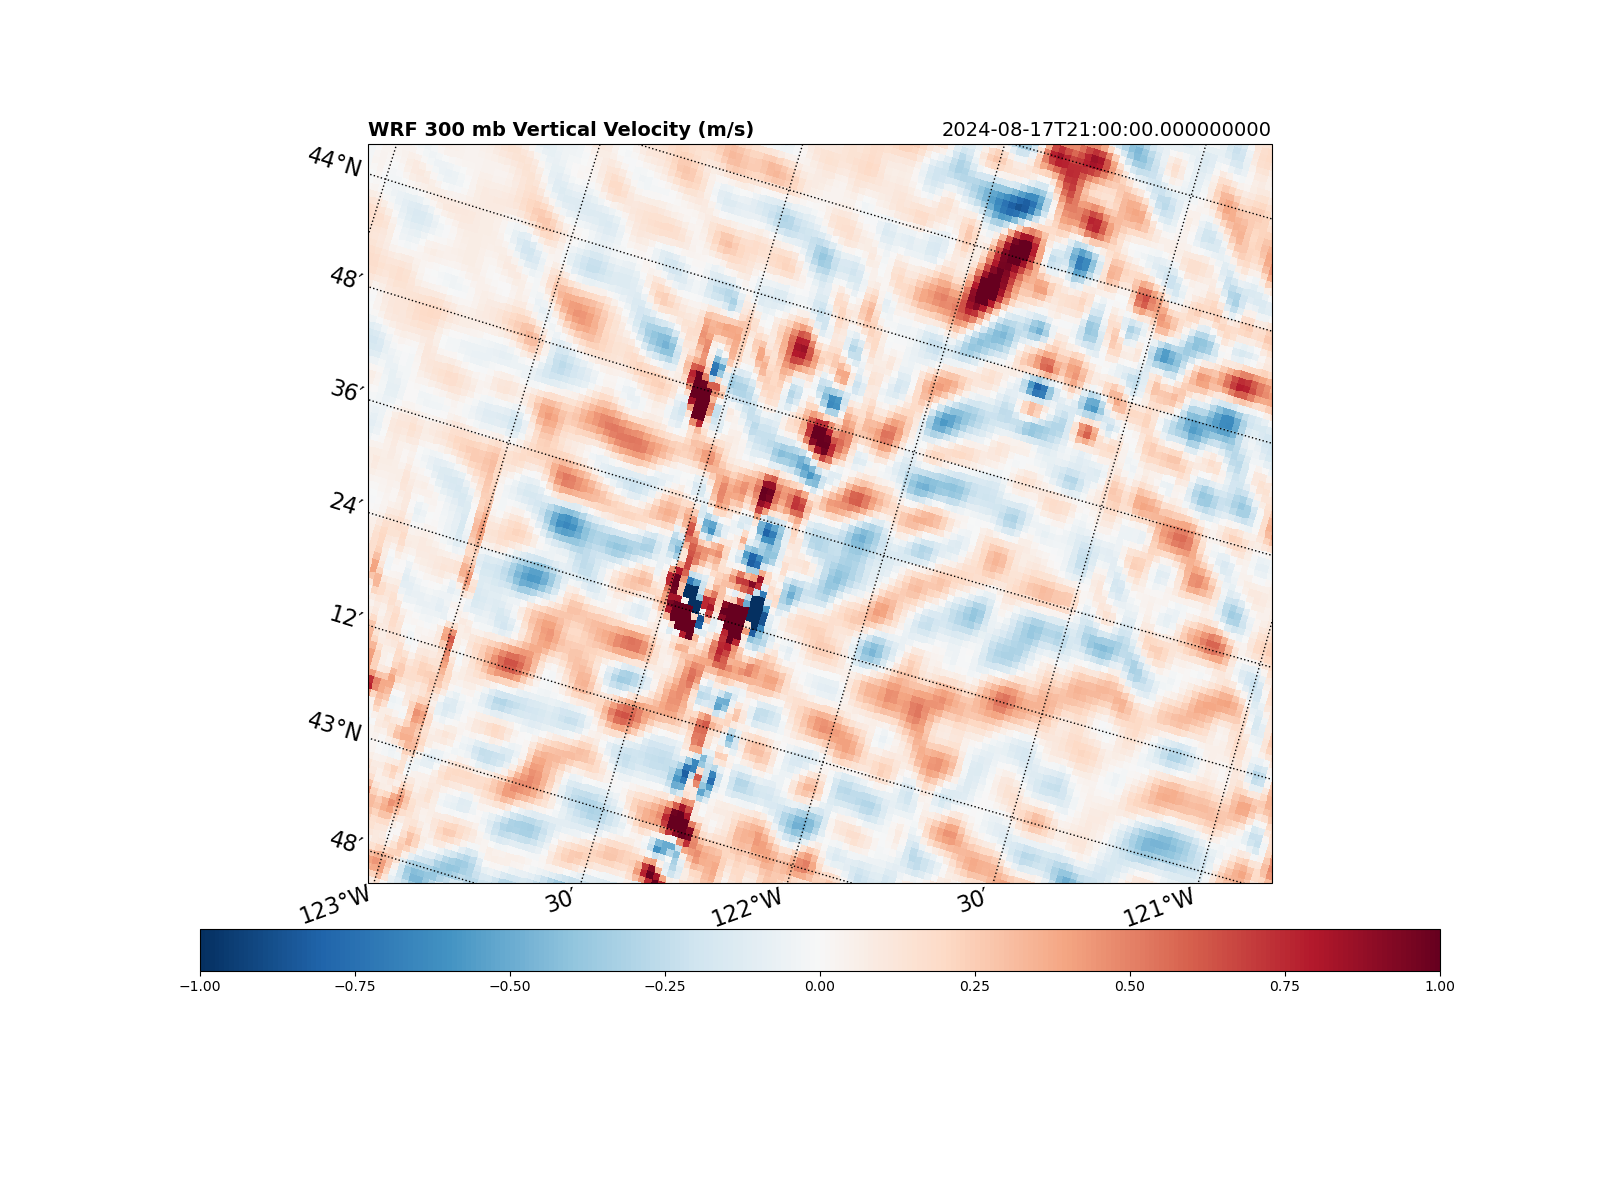 WRF 300 mb Vertical Velocity (m/s)
2024-08-17T21:00:00.000000000
44°N
48′
36′
24′
12′
43°N
48′
123°W
30′
122°W
30′
121°W
−1.00
−0.75
−0.50
−0.25
0.00
0.25
0.50
0.75
1.00